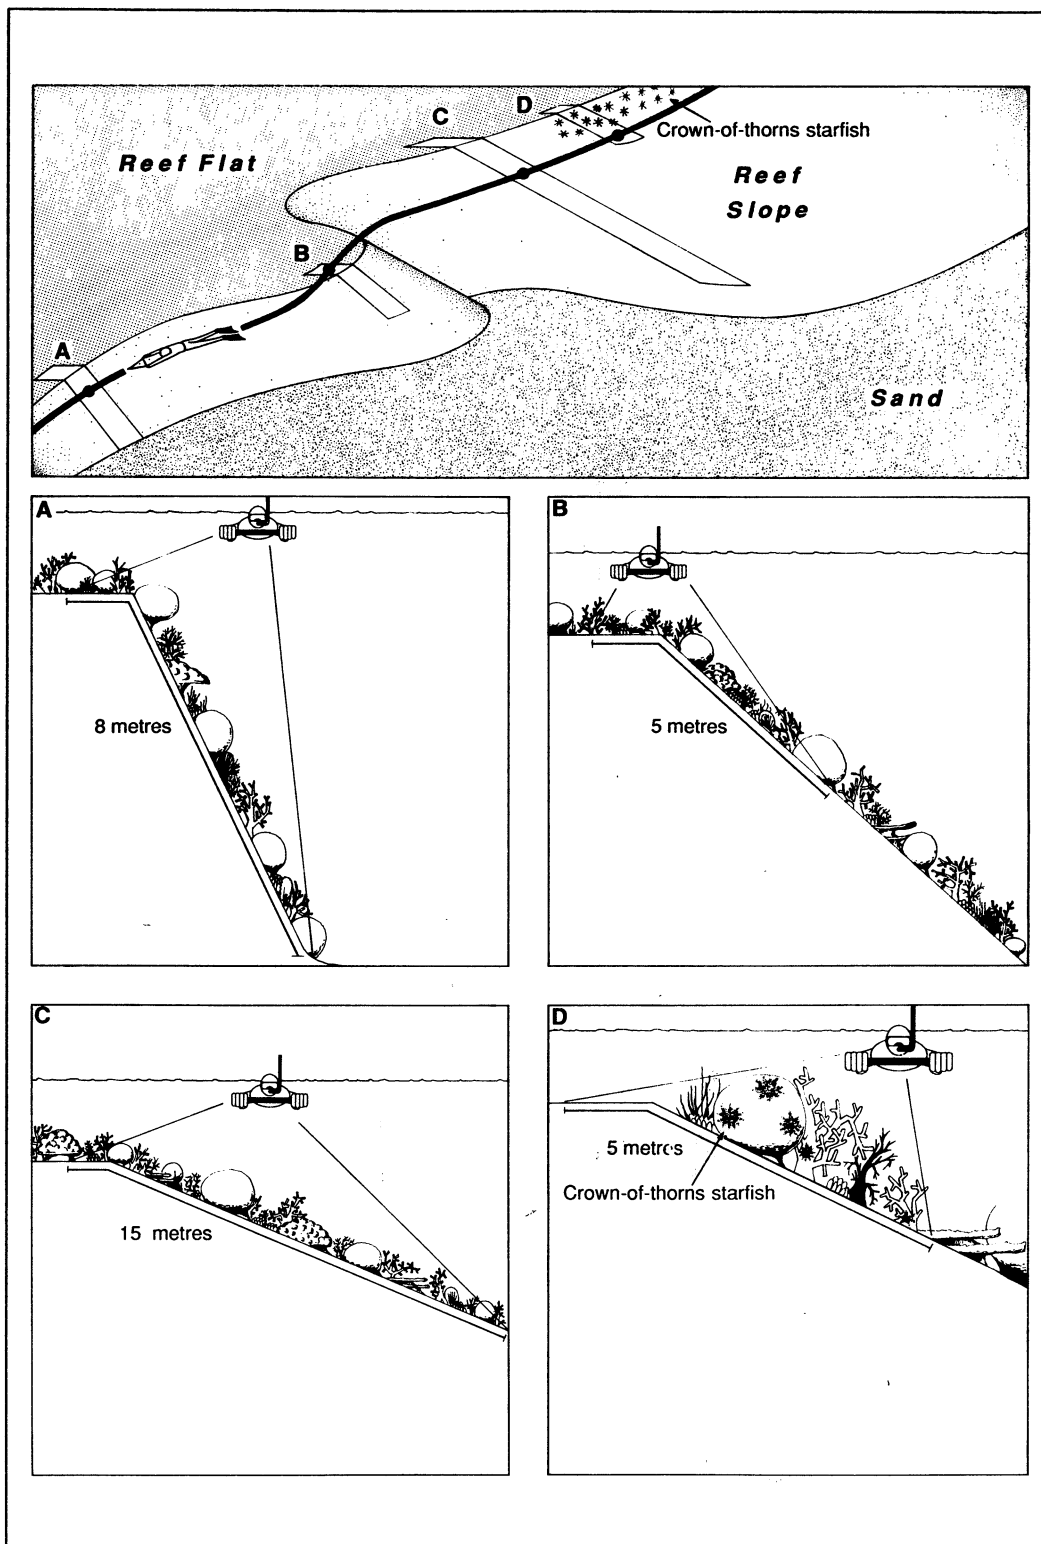 D
C
Crown-of-thorns starfish
Reef Flat
Reef
Slope
B
A
Sand
A
8 metres
B
5 metres
C
15 metres
D
5 metres
Crown-of-thorns starfish